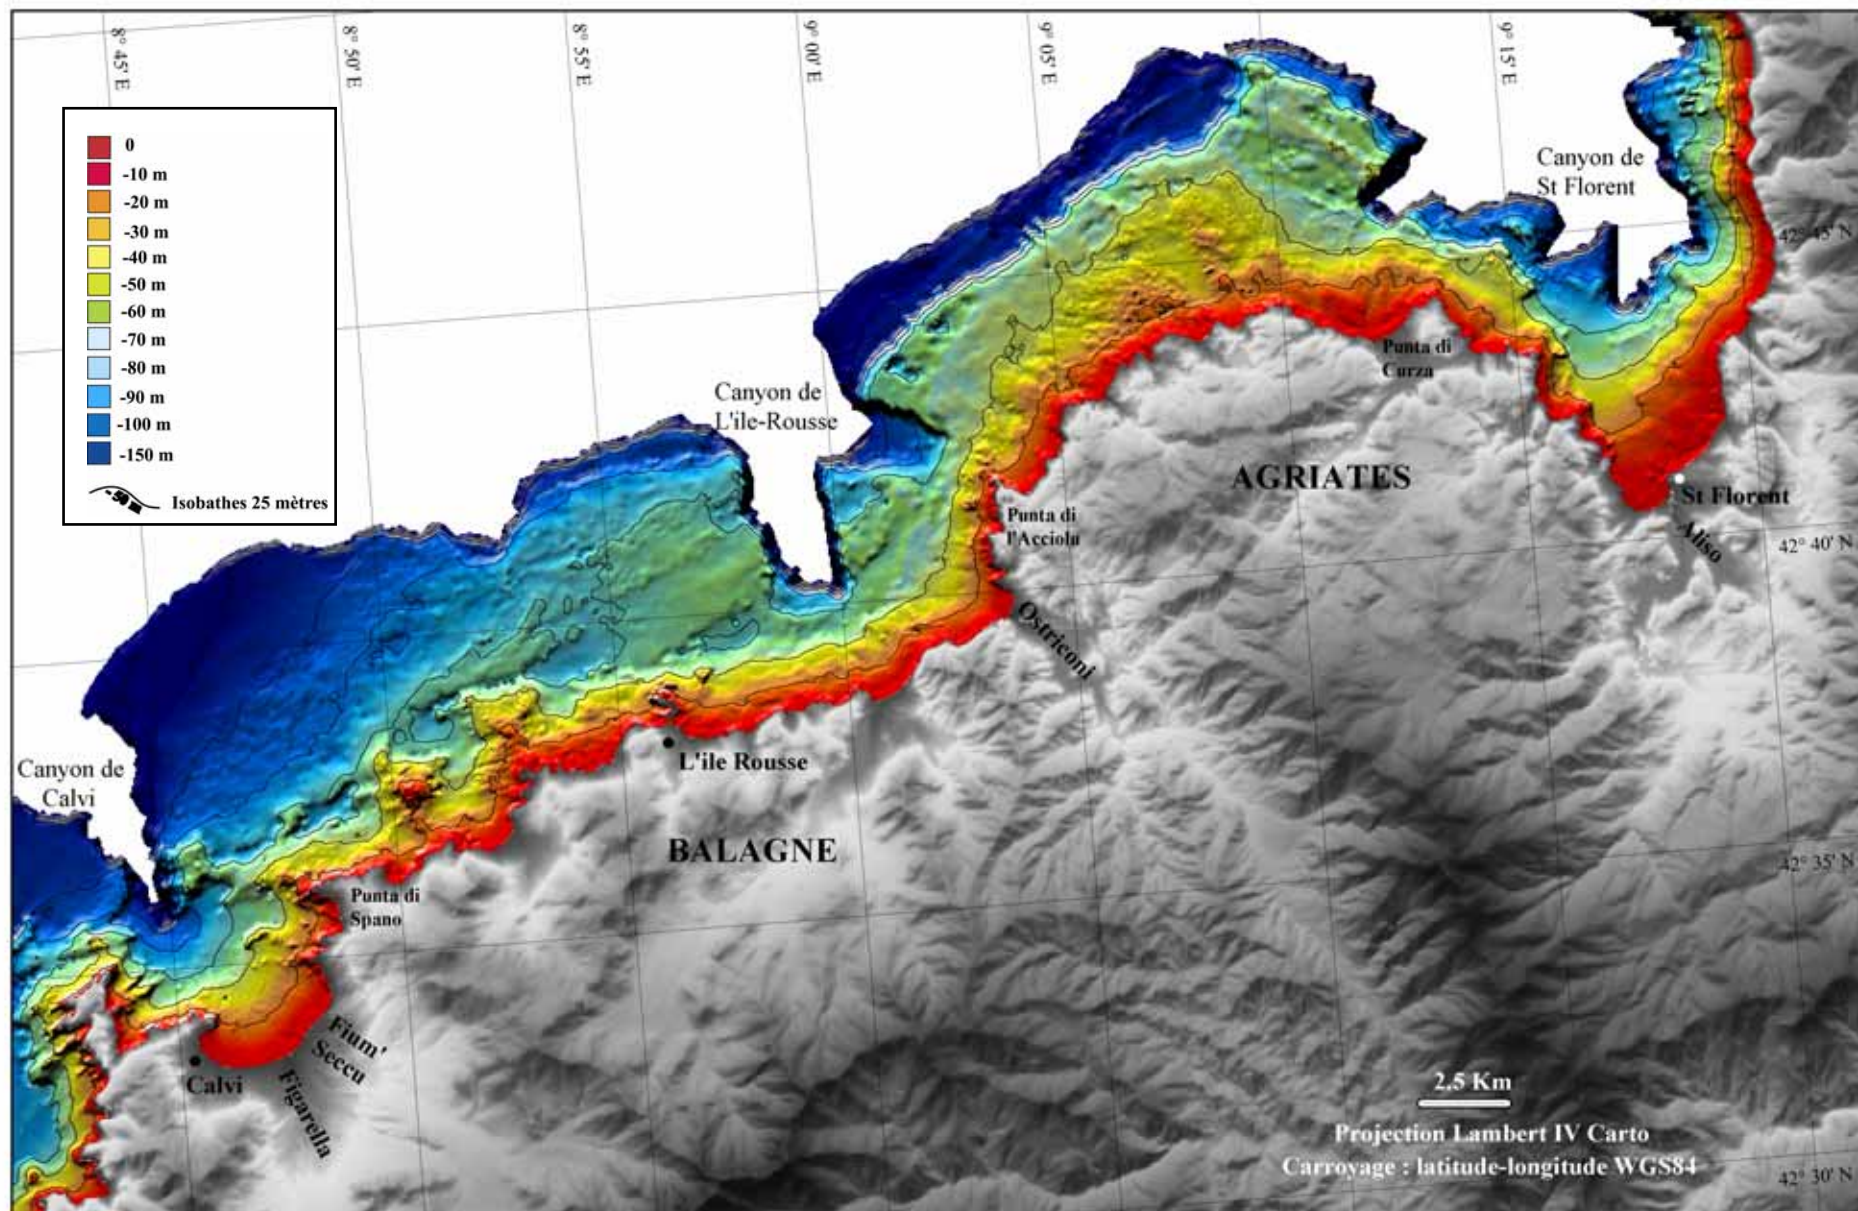 8° 45' E
8° 50' E
8° 55' E
9° 00' E
9° 05' E
9° 15' E
0
-10 m
-20 m
-30 m
-40 m
-50 m
-60 m
-70 m
-80 m
-90 m
-100 m
-150 m
-50 m
Isobathes 25 mètres
Canyon de
St Florent
42° 45' N
Canyon de
L'ile-Rousse
Punta di
Curza
AGRIATES
St Florent
Aliso
Punta di
l'Acciolu
42° 40' N
Ostriconi
Canyon de
Calvi
L'ile Rousse
BALAGNE
42° 35' N
Punta di
Spano
Fium'
Seccu
Calvi
Figarella
2.5 Km
Projection Lambert IV Carto
Carroyage : latitude-longitude WGS84
42° 30' N